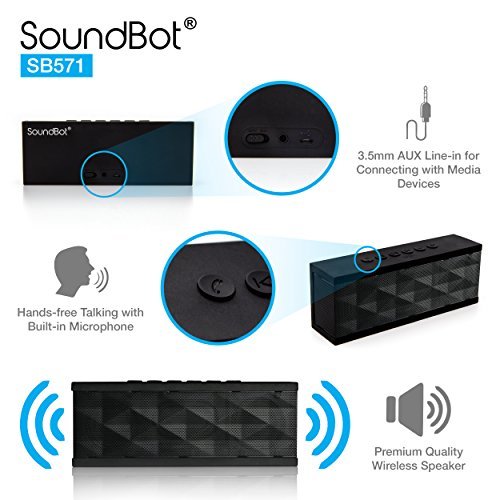 SoundBot®
SB571
SoundBot®
3.5mm AUX Line-in for
Connecting with Media
Devices
Hands-free Talking with
Built-in Microphone
Premium Quality
Wireless Speaker